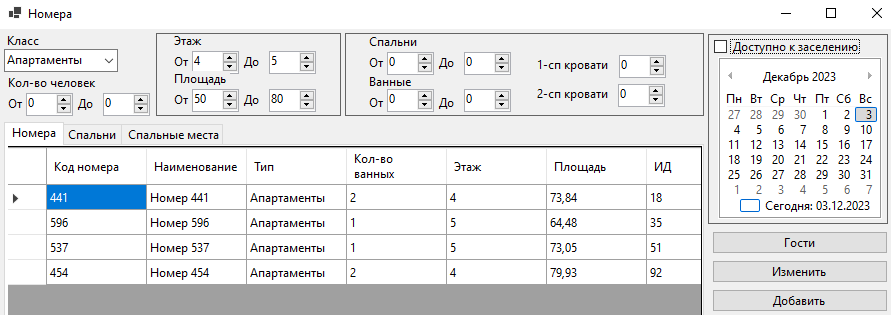 Номера
Класс
Апартаменты
Кол-во человек
От 0 До 0
Этаж
От 4 До 5
Площадь
От 50 До 80
Спальни
От 0 До 0
Ванные
От 0 До 0
1-сп кровати 0
2-сп кровати 0
Доступно к заселению
Декабрь 2023
Пн Вт Ср Чт Пт Сб Вс
27 28 29 30 1 2 3
4 5 6 7 8 9 10
11 12 13 14 15 16 17
18 19 20 21 22 23 24
25 26 27 28 29 30 31
1 2 3 4 5 6 7
Сегодня: 03.12.2023
Номера Спальни Спальные места
Код номера Наименование Тип Кол-во ванных Этаж Площадь ИД
441 Номер 441 Апартаменты 2 4 73,84 18
596 Номер 596 Апартаменты 1 5 64,48 35
537 Номер 537 Апартаменты 1 5 73,05 51
454 Номер 454 Апартаменты 2 4 79,93 92
Гости
Изменить
Добавить